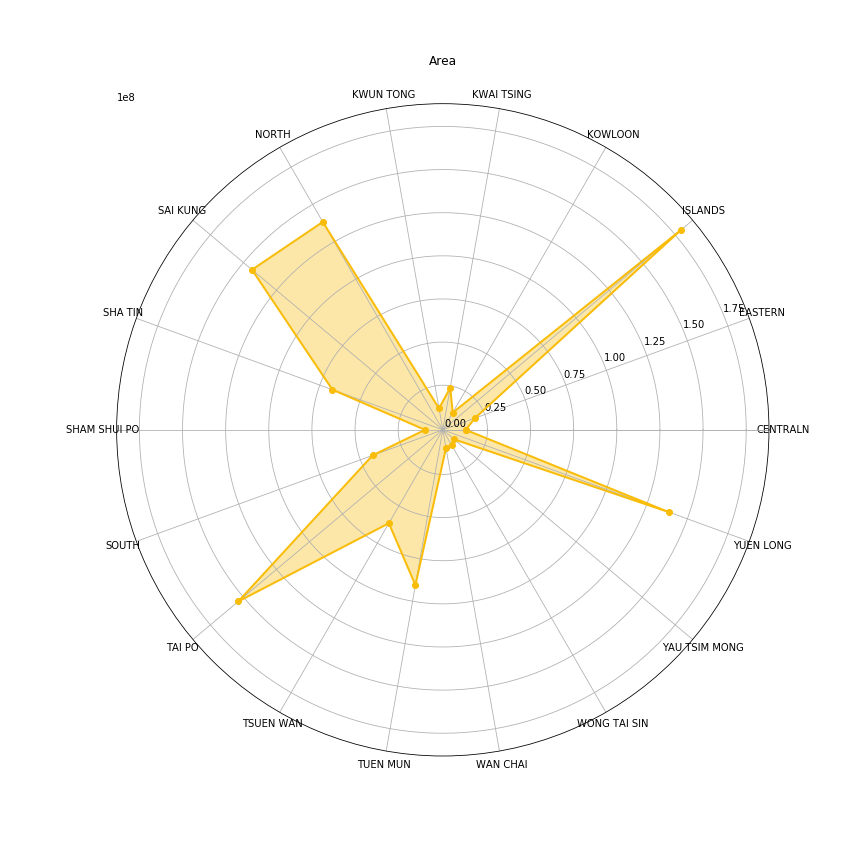 Area
1e8
KWUN TONG
KWAI TSING
NORTH
KOWLOON
SAI KUNG
ISLANDS
SHA TIN
1.75
EASTERN
1.50
1.25
1.00
0.75
0.50
0.25
0.00
SHAM SHUI PO
CENTRALN
SOUTH
YUEN LONG
TAI PO
YAU TSIM MONG
TSUEN WAN
WONG TAI SIN
TUEN MUN
WAN CHAI